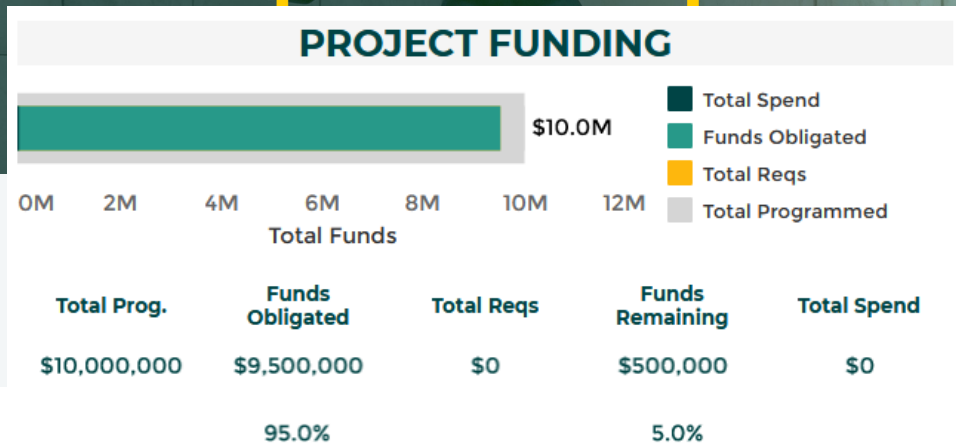 PROJECT FUNDING
$10.0M
Total Spend
Funds Obligated
Total Reqs
Total Programmed
0M 2M 4M 6M 8M 10M 12M
Total Funds
Total Prog. Funds Obligated Total Reqs Funds Remaining Total Spend
$10,000,000 $9,500,000 $0 $500,000 $0
95.0% 5.0%